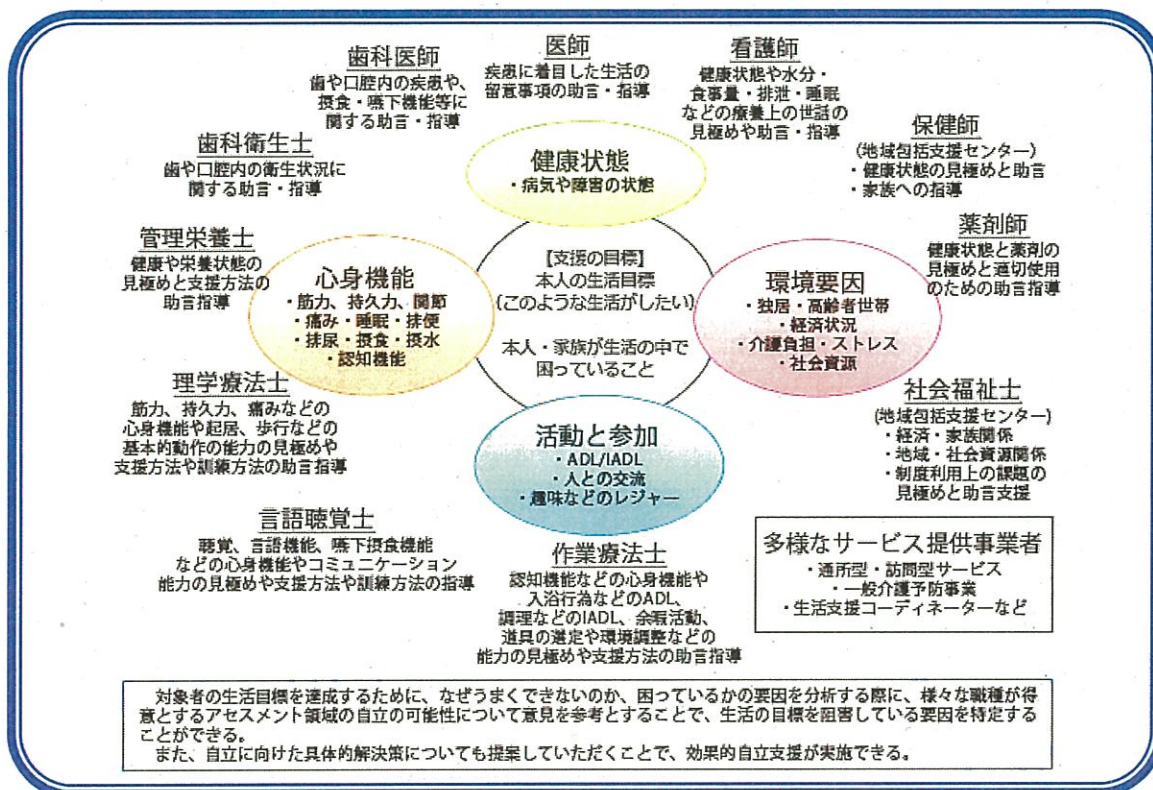 歯科医師
歯や口腔内の疾患や、
摂食・嚥下機能等に
関する助言・指導
医師
疾患に着目した生活の
留意事項の助言・指導
看護師
健康状態や水分・
食事量・排泄・睡眠
などの療養上の世話の
見極めや助言・指導
保健師
(地域包括支援センター)
・健康状態の見極めと助言
・家族への指導
歯科衛生士
歯や口腔内の衛生状況に
関する助言・指導
健康状態
・病気や障害の状態
薬剤師
健康状態と薬剤の
見極めと適切使用
のための助言指導
管理栄養士
健康や栄養状態の
見極めと支援方法の
助言指導
心身機能
・筋力、持久力、関節
・痛み・睡眠・排便
・排尿・摂食・摂水
・認知機能
【支援の目標】
本人の生活目標
(このような生活がしたい)
本人・家族が生活の中で
困っていること
環境要因
・独居・高齢者世帯
・経済状況
・介護負担・ストレス
・社会資源
理学療法士
筋力、持久力、痛みなどの
心身機能や起居、歩行などの
基本的動作の能力の見極めや
支援方法や訓練方法の助言指導
活動と参加
・ADL/IADL
・人との交流
・趣味などのレジャー
社会福祉士
(地域包括支援センター)
・経済・家族関係
・地域・社会資源関係
・制度利用上の課題の
見極めと助言支援
言語聴覚士
聴覚、言語機能、嚥下摂食機能
などの心身機能やコミュニケーション
能力の見極めや支援方法や訓練方法の指導
作業療法士
認知機能などの心身機能や
入浴行為などのADL、
調理などのIADL、余暇活動、
道具の選定や環境調整などの
能力の見極めや支援方法の助言指導
多様なサービス提供事業者
・通所型・訪問型サービス
・一般介護予防事業
・生活支援コーディネーターなど
対象者の生活目標を達成するために、なぜうまくできないのか、困っているかの要因を分析する際に、様々な職種が得
意とするアセスメント領域の自立の可能性について意見を参考とすることで、生活の目標を阻害している要因を特定する
ことができる。
また、自立に向けた具体的解決策についても提案していただくことで、効果的自立支援が実施できる。